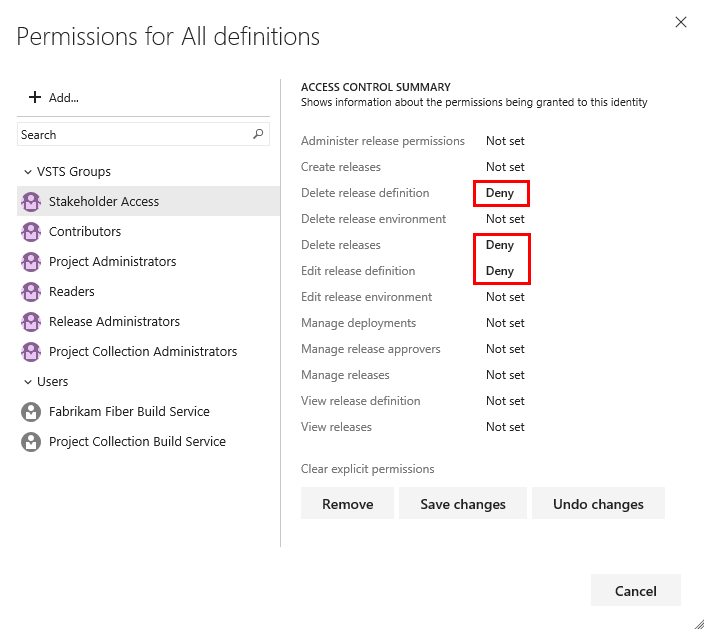 Permissions for All definitions
Add...
Search
VSTS Groups
Stakeholder Access
Contributors
Project Administrators
Readers
Release Administrators
Project Collection Administrators
Users
Fabrikam Fiber Build Service
Project Collection Build Service
ACCESS CONTROL SUMMARY
Shows information about the permissions being granted to this identity
Administer release permissions Not set
Create releases Not set
Delete release definition Deny
Delete release environment Not set
Delete releases Deny
Edit release definition Deny
Edit release environment Not set
Manage deployments Not set
Manage release approvers Not set
Manage releases Not set
View release definition Not set
View releases Not set
Clear explicit permissions
Remove Save changes Undo changes
Cancel